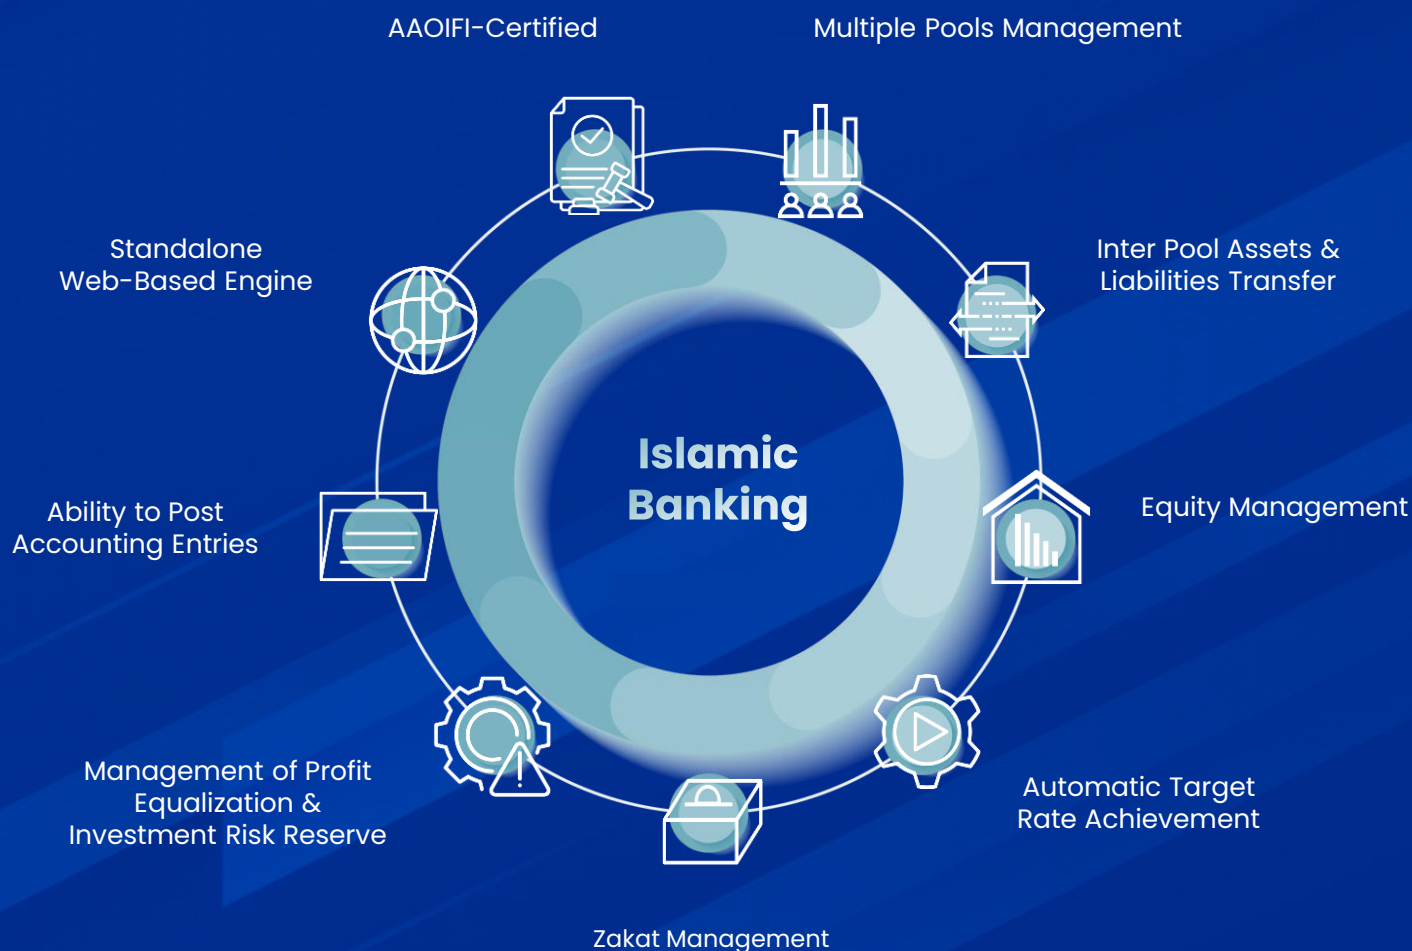 AAOIFI-Certified
Multiple Pools Management
Standalone
Web-Based Engine
Inter Pool Assets &
Liabilities Transfer
Islamic
Banking
Ability to Post
Accounting Entries
Equity Management
Management of Profit
Equalization &
Investment Risk Reserve
Automatic Target
Rate Achievement
Zakat Management